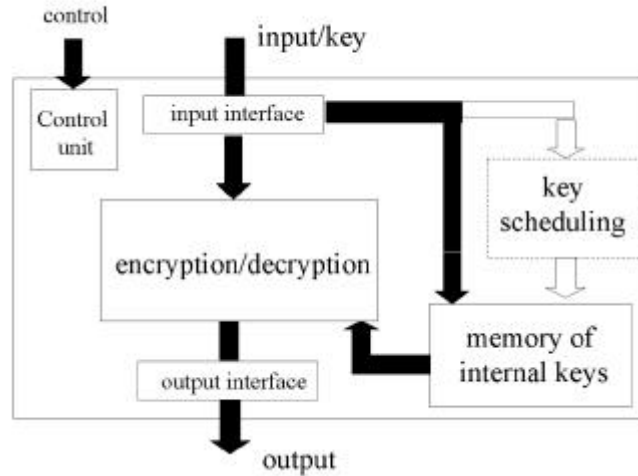 control
input/key
Control
unit
input interface
key
scheduling
encryption/decryption
memory of
internal keys
output interface
output